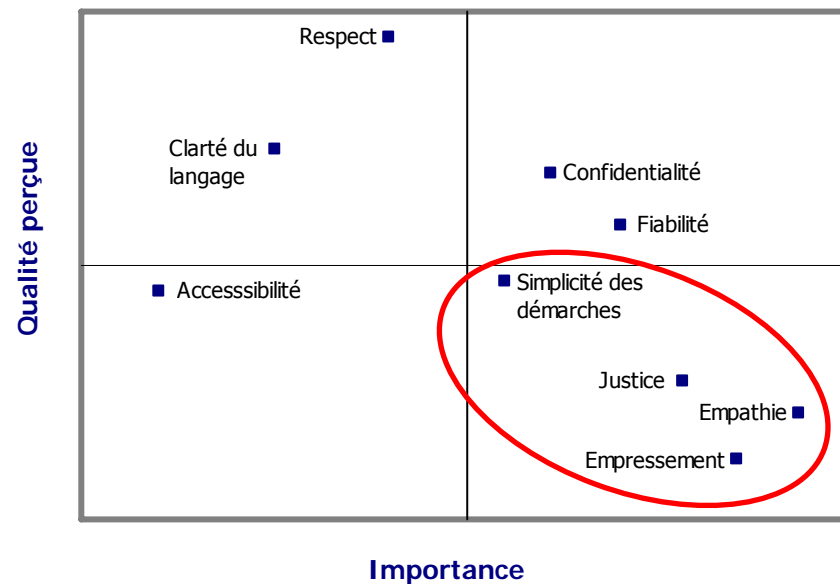 Respect
Clarté du
langage
Confidentialité
Fiabilité
Qualité perçue
Accesssibilité
Simplicité des
démarches
Justice
Empathie
Empressement
Importance